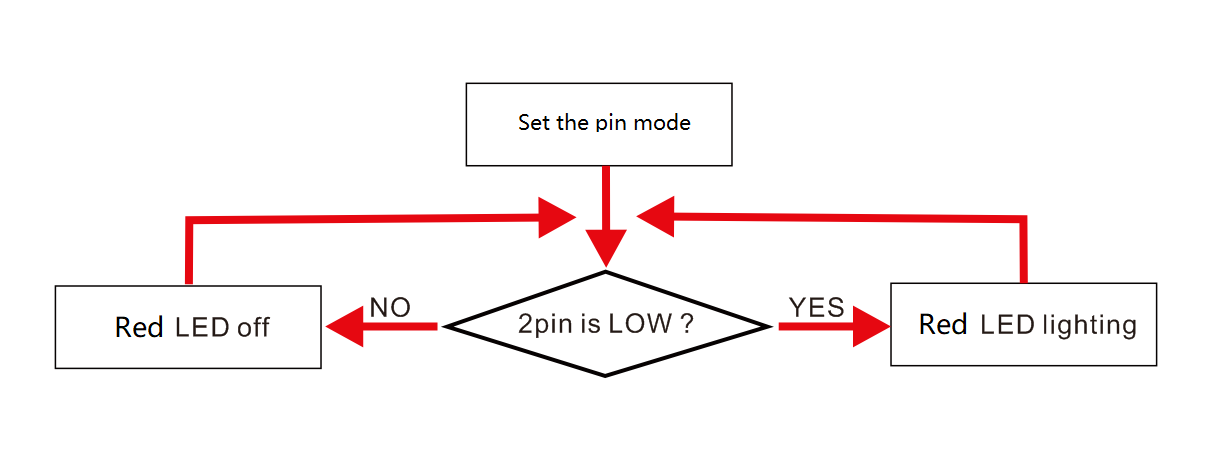 Set the pin mode
NO
YES
Red LED off
2pin is LOW ?
Red LED lighting